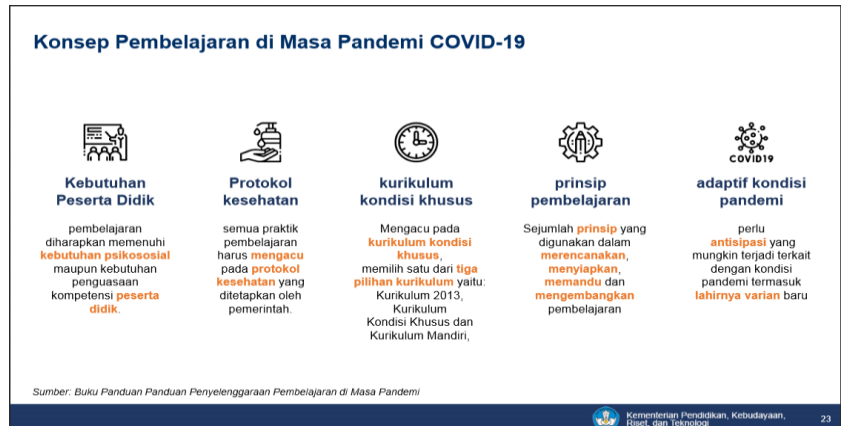 Konsep Pembelajaran di Masa Pandemi COVID-19
Kebutuhan
Peserta Didik
pembelajaran
diharapkan memenuhi
kebutuhan psikososial
maupun kebutuhan
penguasaan
kompetensi peserta
didik.
Protokol
kesehatan
semua praktik
pembelajaran
harus mengacu
pada protokol
kesehatan yang
ditetapkan oleh
pemerintah.
kurikulum
kondisi khusus
Mengacu pada
kurikulum kondisi
khusus,
memilih satu dari tiga
pilihan kurikulum yaitu:
Kurikulum 2013,
Kurikulum
Kondisi Khusus dan
Kurikulum Mandiri,
prinsip
pembelajaran
Sejumlah prinsip yang
digunakan dalam
merencanakan,
menyiapkan,
memandu dan
mengembangkan
pembelajaran
COVID19
adaptif kondisi
pandemi
perlu
antisipasi yang
mungkin terjadi terkait
dengan kondisi
pandemi termasuk
lahirnya varian baru
Sumber: Buku Panduan Panduan Penyelenggaraan Pembelajaran di Masa Pandemi
Kementerian Pendidikan, Kebudayaan,
Riset, dan Teknologi
23